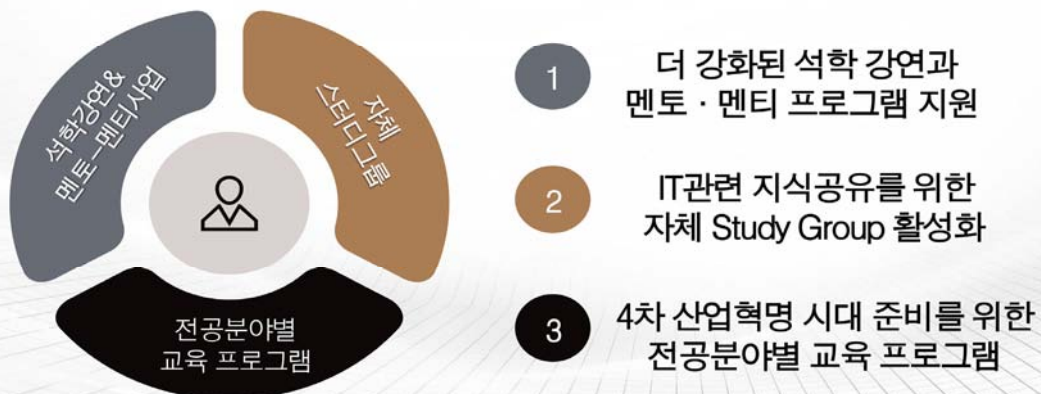 석학강연&
멘토-멘티사업
자체
스터디그룹
전공분야별
교육 프로그램
1
더 강화된 석학 강연과
멘토 · 멘티 프로그램 지원
2
IT관련 지식공유를 위한
자체 Study Group 활성화
3
4차 산업혁명 시대 준비를 위한
전공분야별 교육 프로그램